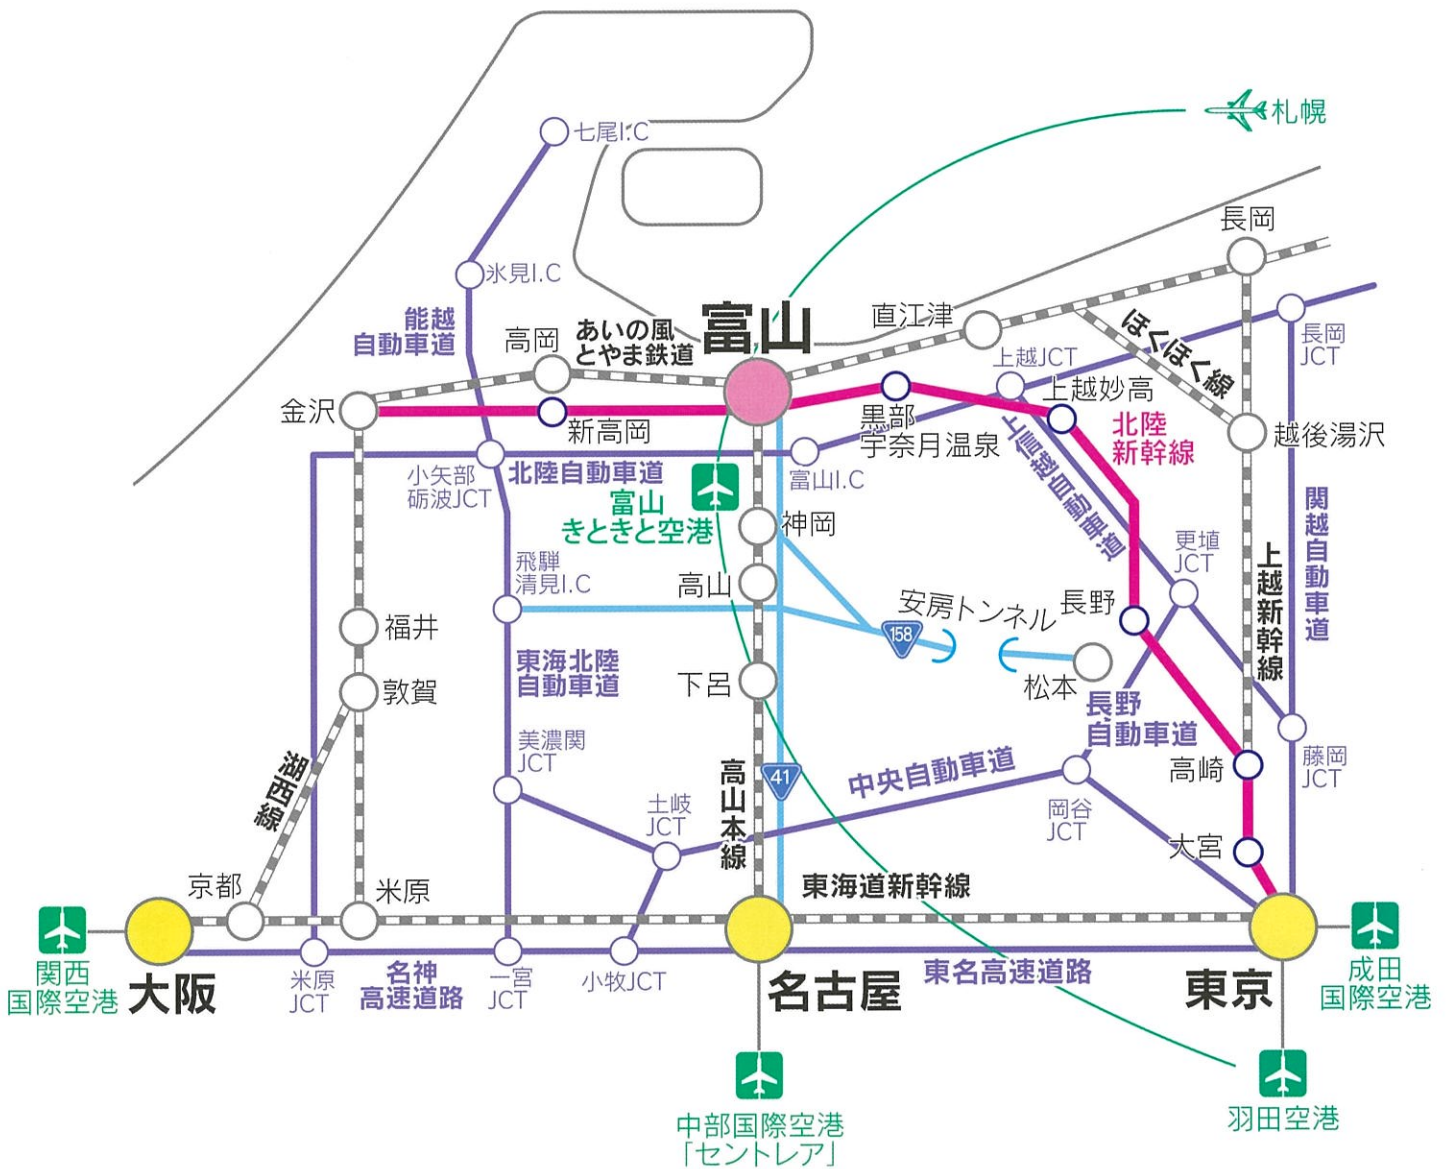 札幌
七尾I.C
長岡
氷見I.C
能越
自動車道
高岡
あいの風
とやま鉄道
富山
直江津
ほくほく線
長岡
JCT
上越JCT
上越妙高
金沢
新高岡
黒部
宇奈月温泉
北陸
新幹線
越後湯沢
小矢部
砺波JCT
北陸自動車道
富山I.C
上信越自動車道
関越自動車道
富山
きときと空港
神岡
更埴
JCT
上越新幹線
飛騨
清見I.C
高山
安房トンネル
長野
158
福井
松本
東海北陸
自動車道
下呂
敦賀
長野
自動車道
美濃関
JCT
湖西線
高山本線
41
中央自動車道
高崎
藤岡
JCT
土岐
JCT
岡谷
JCT
大宮
京都
米原
東海道新幹線
関西
国際空港
大阪
米原
JCT
名神
高速道路
一宮
JCT
小牧JCT
名古屋
東名高速道路
東京
成田
国際空港
中部国際空港
「セントレア」
羽田空港